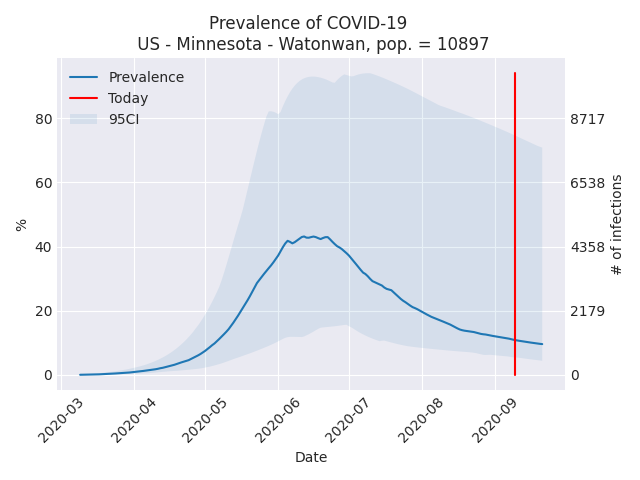 Prevalence of COVID-19
US - Minnesota - Watonwan, pop. = 10897
Prevalence
Today
95CI
80
60
40
20
0
%
8717
6538
4358
2179
0
# of infections
2020-03
2020-04
2020-05
2020-06
2020-07
2020-08
2020-09
Date